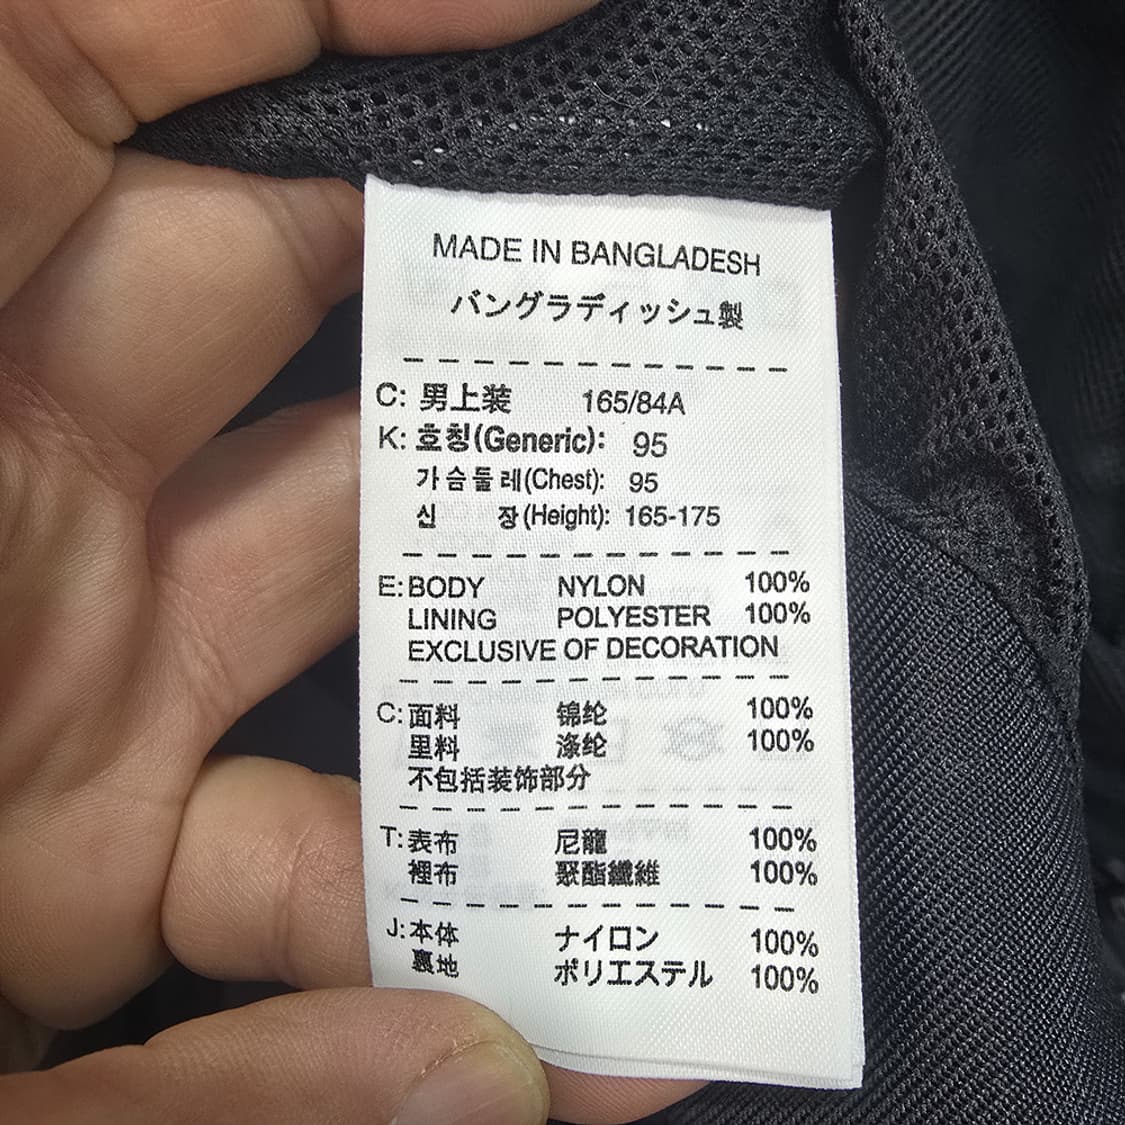 MADE IN BANGLADESH
バングラディッシュ製
C: 男上装 165/84A
K: 호칭(Generic): 95
가슴둘레(Chest): 95
신 장(Height): 165-175
E: BODY NYLON 100%
LINING POLYESTER 100%
EXCLUSIVE OF DECORATION
C: 面料 锦纶 100%
里料 涤纶 100%
不包括装饰部分
T: 表布 尼龍 100%
裡布 聚酯纖維 100%
J: 本体 ナイロン 100%
裏地 ポリエステル 100%